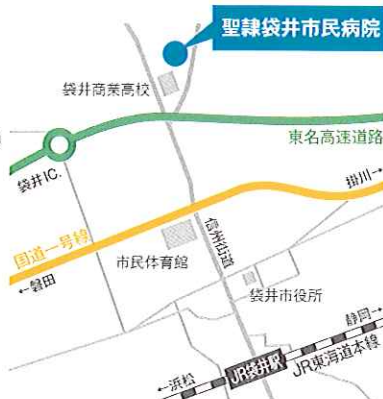 聖隷袋井市民病院
袋井商業高校
東名高速道路
袋井IC.
掛川→
国道一号線
信州街道
市民体育館
←磐田
袋井市役所
静岡→
JR東海道本線
JR袋井駅
←浜松